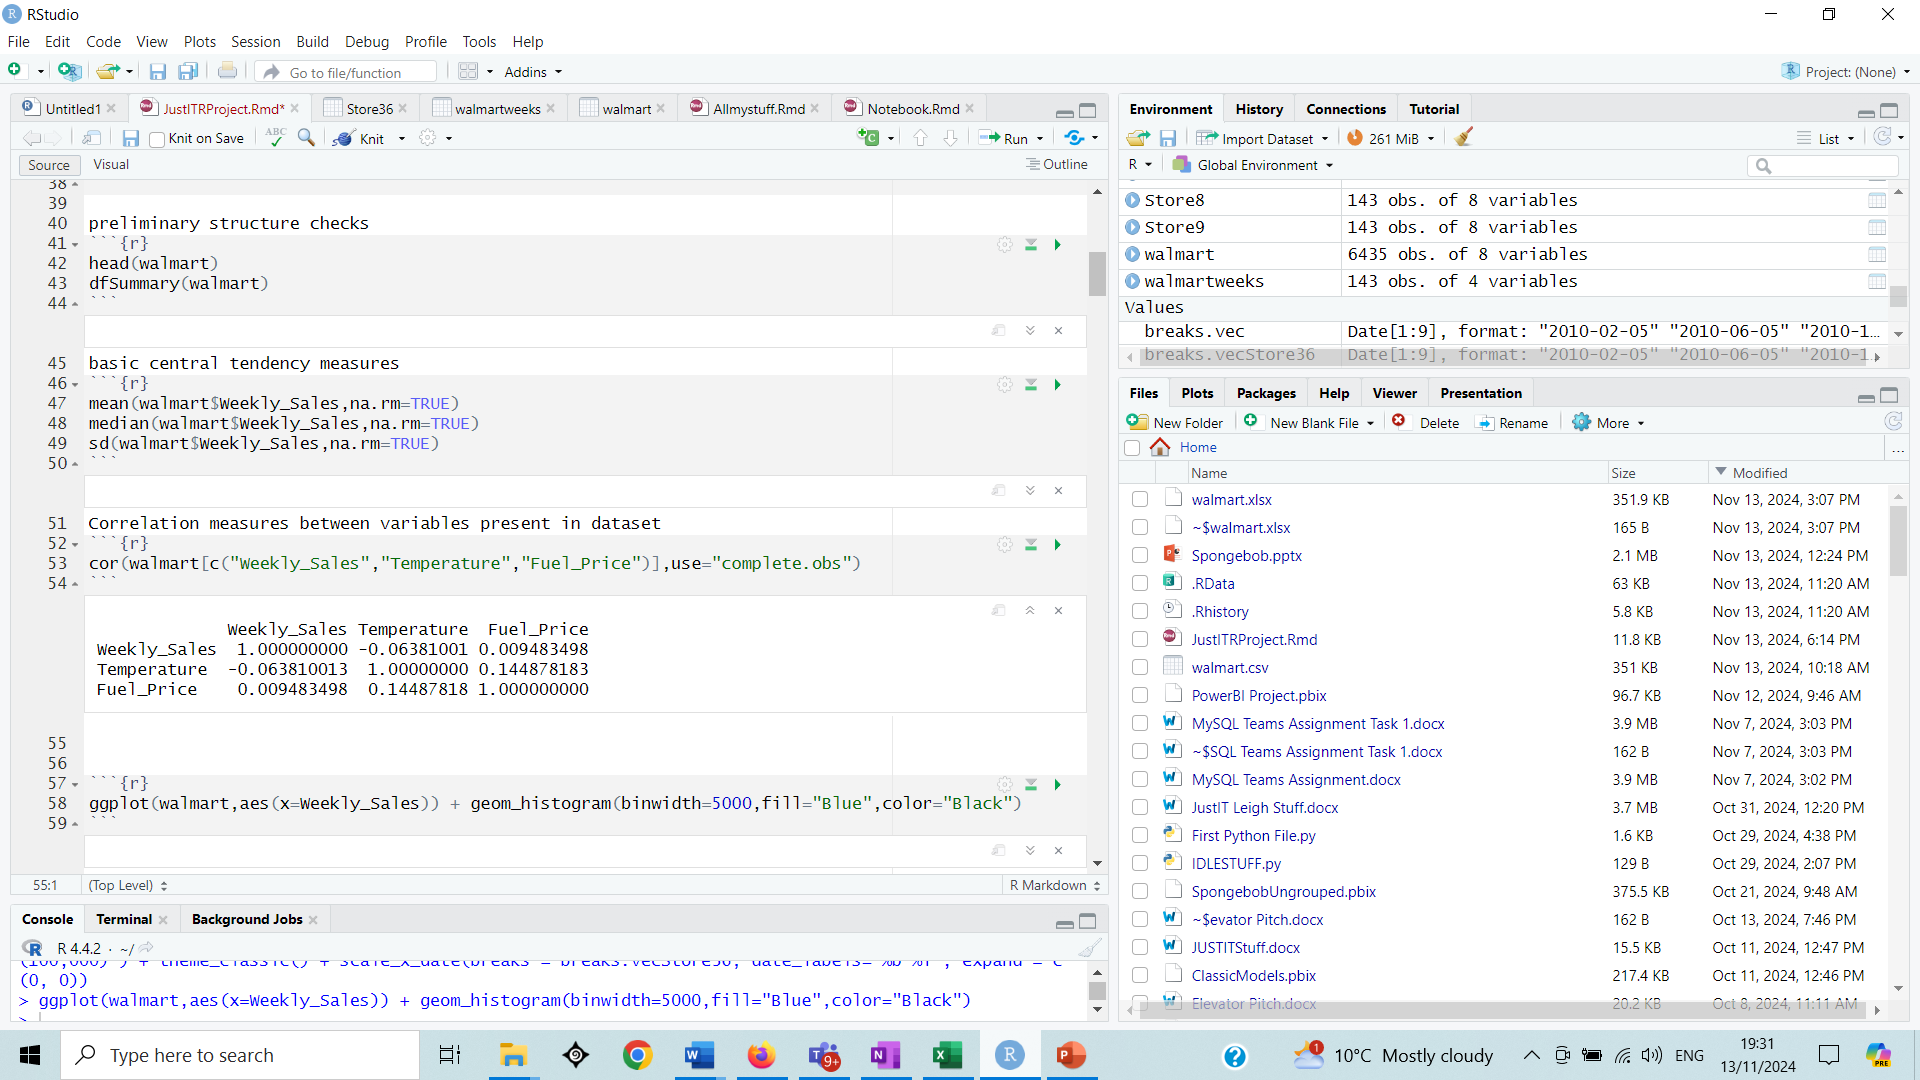 RStudio
File Edit Code View Plots Session Build Debug Profile Tools Help
Go to file/function Addins Project: (None)
Untitled1 JustITRProject.Rmd* Store36 walmartweeks walmart Allmystuff.Rmd Notebook.Rmd
Knit on Save ABC Knit Run
Source Visual Outline
38
39
40 preliminary structure checks
41 ```{r}
42 head(walmart)
43 dfSummary(walmart)
44 ```
45 basic central tendency measures
46 ```{r}
47 mean(walmart$Weekly_Sales,na.rm=TRUE)
48 median(walmart$Weekly_Sales,na.rm=TRUE)
49 sd(walmart$Weekly_Sales,na.rm=TRUE)
50 ```
51 Correlation measures between variables present in dataset
52 ```{r}
53 cor(walmart[c("Weekly_Sales","Temperature","Fuel_Price")],use="complete.obs")
54 ```
Weekly_Sales Temperature Fuel_Price
Weekly_Sales 1.000000000 -0.06381001 0.009483498
Temperature -0.063810013 1.00000000 0.144878183
Fuel_Price 0.009483498 0.14487818 1.000000000
55
56
57 ```{r}
58 ggplot(walmart,aes(x=Weekly_Sales)) + geom_histogram(binwidth=5000,fill="Blue",color="Black")
59 ```
55:1 (Top Level) R Markdown
Console Terminal Background Jobs
R 4.4.2 · ~/
(0, 0))
> ggplot(walmart,aes(x=Weekly_Sales)) + geom_histogram(binwidth=5000,fill="Blue",color="Black")
>
Environment History Connections Tutorial
Import Dataset 261 MiB List
R Global Environment
Store8 143 obs. of 8 variables
Store9 143 obs. of 8 variables
walmart 6435 obs. of 8 variables
walmartweeks 143 obs. of 4 variables
Values
breaks.vec Date[1:9], format: "2010-02-05" "2010-06-05" "2010-1...
breaks.vecStore36 Date[1:9], format: "2010-02-05" "2010-06-05" "2010-1...
Files Plots Packages Help Viewer Presentation
New Folder New Blank File Delete Rename More
Home ...
Name Size Modified
walmart.xlsx 351.9 KB Nov 13, 2024, 3:07 PM
~$walmart.xlsx 165 B Nov 13, 2024, 3:07 PM
Spongebob.pptx 2.1 MB Nov 13, 2024, 12:24 PM
.RData 63 KB Nov 13, 2024, 11:20 AM
.Rhistory 5.8 KB Nov 13, 2024, 11:20 AM
JustITRProject.Rmd 11.8 KB Nov 13, 2024, 6:14 PM
walmart.csv 351 KB Nov 13, 2024, 10:18 AM
PowerBI Project.pbix 96.7 KB Nov 12, 2024, 9:46 AM
MySQL Teams Assignment Task 1.docx 3.9 MB Nov 7, 2024, 3:03 PM
~$SQL Teams Assignment Task 1.docx 162 B Nov 7, 2024, 3:03 PM
MySQL Teams Assignment.docx 3.9 MB Nov 7, 2024, 3:02 PM
JustIT Leigh Stuff.docx 3.7 MB Oct 31, 2024, 12:20 PM
First Python File.py 1.6 KB Oct 29, 2024, 4:38 PM
IDLESTUFF.py 129 B Oct 29, 2024, 2:07 PM
SpongebobUngrouped.pbix 375.5 KB Oct 21, 2024, 9:48 AM
~$evator Pitch.docx 162 B Oct 13, 2024, 7:46 PM
JUSTITStuff.docx 15.5 KB Oct 11, 2024, 12:47 PM
ClassicModels.pbix 217.4 KB Oct 11, 2024, 12:46 PM
Elevator Pitch.docx 20.2 KB Oct 8, 2024, 11:11 AM
Type here to search 9+ 1 10°C Mostly cloudy ENG 19:31
13/11/2024 PRE